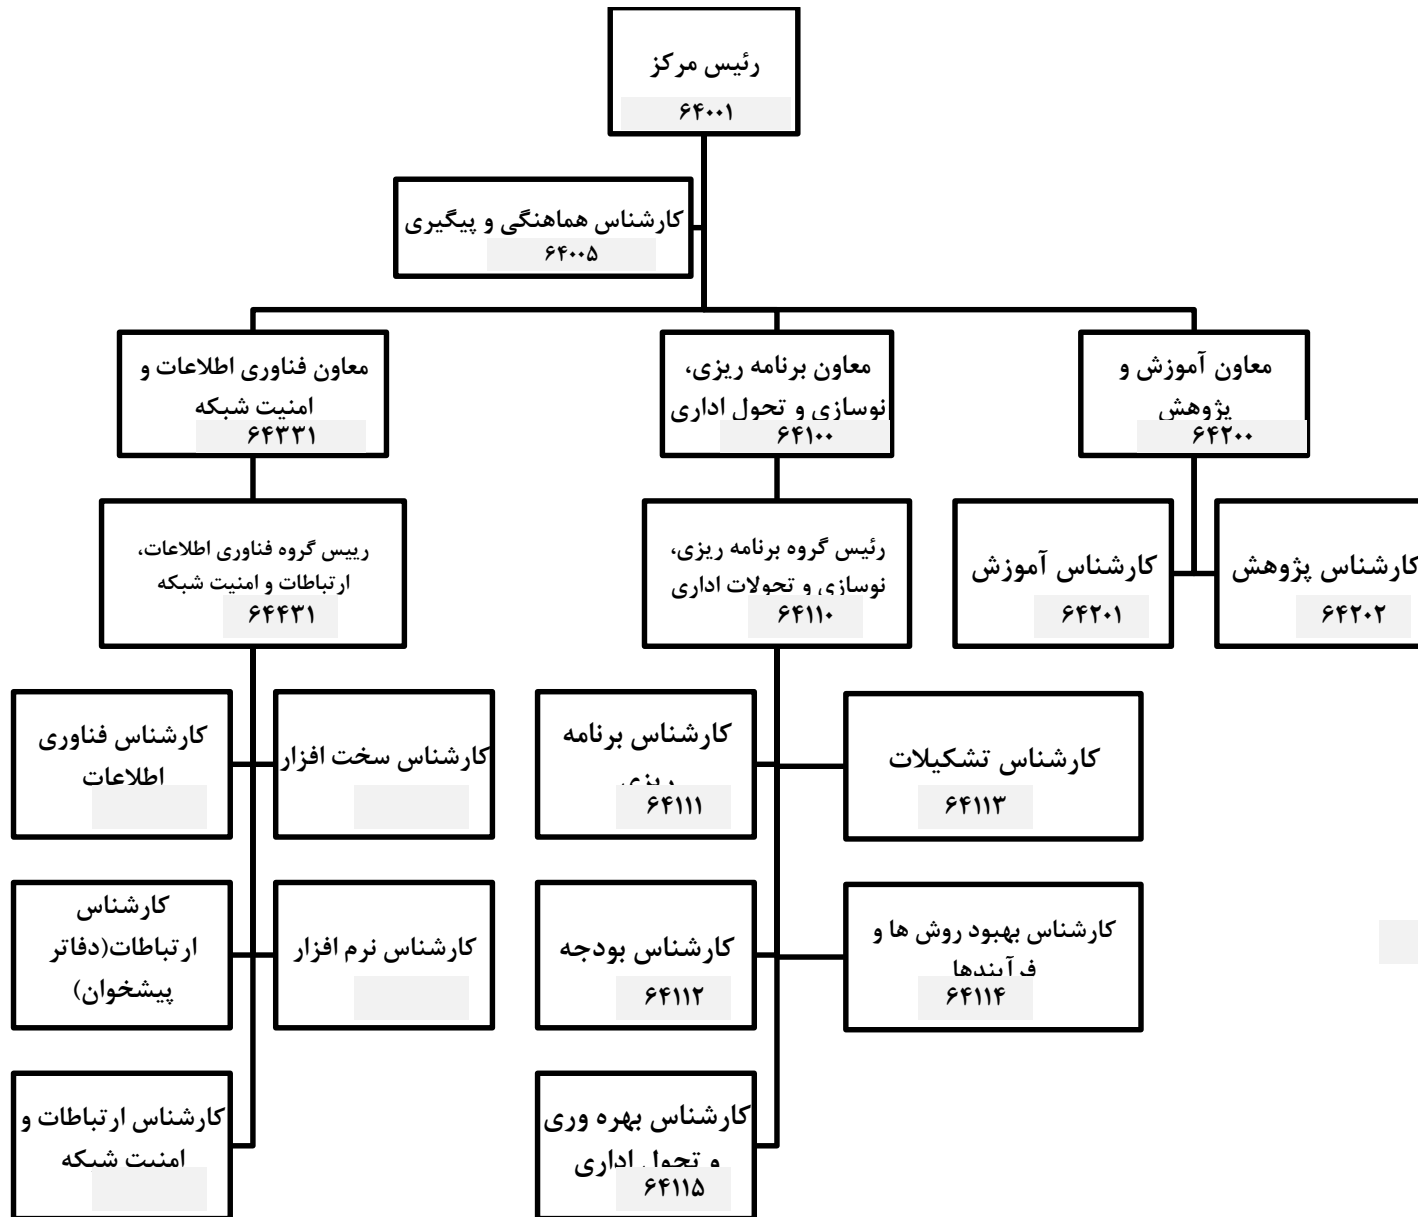 رئیس مرکز
۶۴۰۰۱
کارشناس هماهنگی و پیگیری
۶۴۰۰۵
معاون آموزش و
پژوهش
۶۴۲۰۰
معاون برنامه ریزی،
نوسازی و تحول اداری
۶۴۱۰۰
معاون فناوری اطلاعات و
امنیت شبکه
۶۴۳۳۱
کارشناس پژوهش
۶۴۲۰۲
کارشناس آموزش
۶۴۲۰۱
رئیس گروه برنامه ریزی،
نوسازی و تحولات اداری
۶۴۱۱۰
رییس گروه فناوری اطلاعات،
ارتباطات و امنیت شبکه
۶۴۴۳۱
کارشناس تشکیلات
۶۴۱۱۳
کارشناس برنامه
ریزی
۶۴۱۱۱
کارشناس سخت افزار
کارشناس فناوری
اطلاعات
کارشناس بهبود روش ها و
فرآیندها
۶۴۱۱۴
کارشناس بودجه
۶۴۱۱۲
کارشناس نرم افزار
کارشناس
ارتباطات(دفاتر
پیشخوان)
کارشناس بهره وری
و تحول اداری
۶۴۱۱۵
کارشناس ارتباطات و
امنیت شبکه